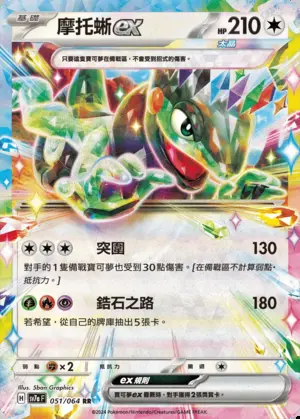 基礎 摩托蜥ex HP 210
太晶
只要這隻寶可夢在備戰區，不會受到招式的傷害。
突圍 130
對手的1隻備戰寶可夢也受到30點傷害。[在備戰區不計算弱點・
抵抗力。]
鋯石之路 180
若希望，從自己的牌庫抽出5張卡。
弱點 ×2 抵抗力 撤退
Illus. 5ban Graphics
H sv7a F 051/064 RR
ex規則
寶可夢ex昏厥時，對手獲得2張獎賞卡。
©2024 Pokémon/Nintendo/Creatures/GAME FREAK.